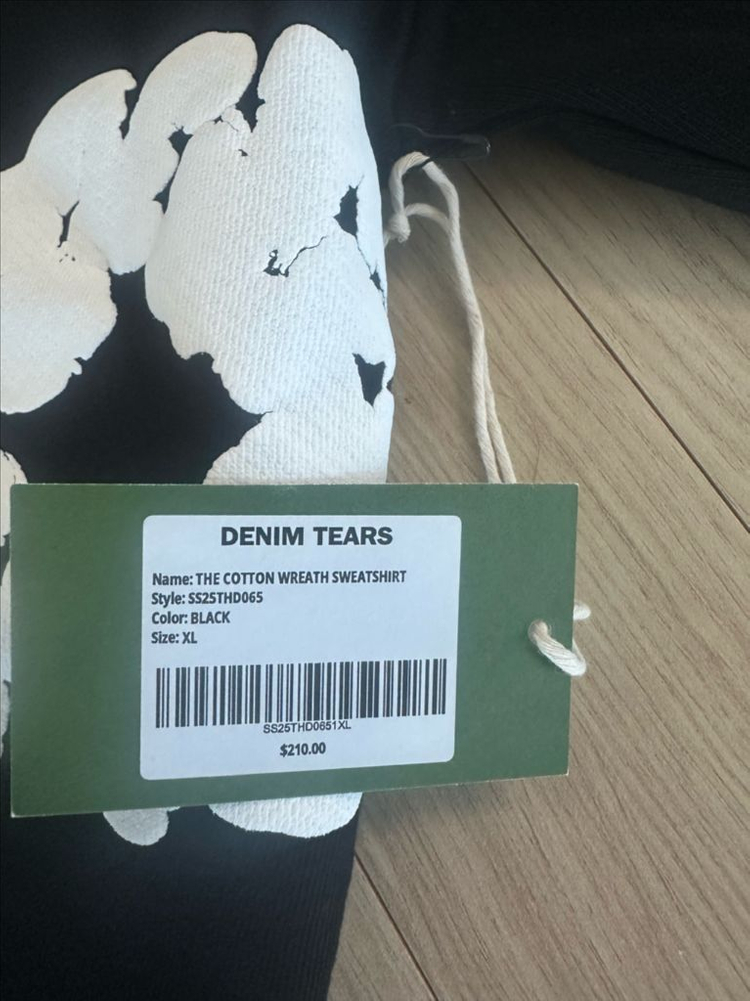 DENIM TEARS
Name: THE COTTON WREATH SWEATSHIRT
Style: SS25THD065
Color: BLACK
Size: XL
SS25THD0651XL
$210.00